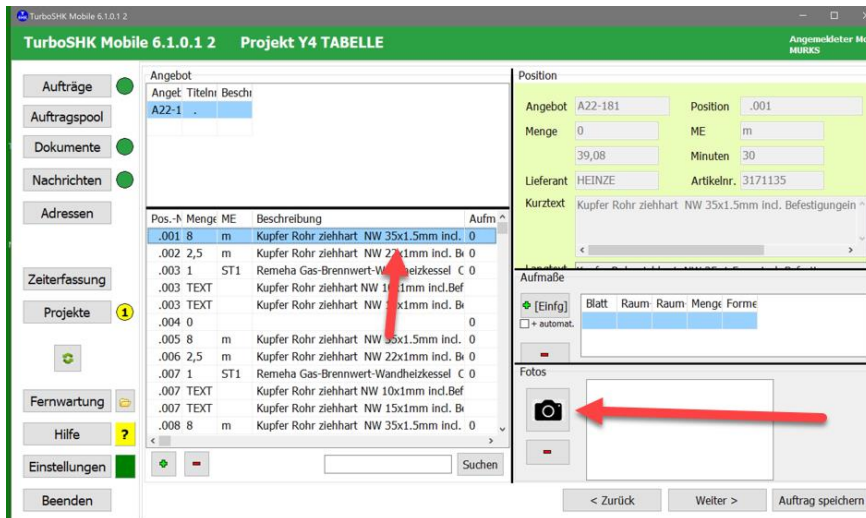 TurboSHK Mobile 6.1.0.1 2
TurboSHK Mobile 6.1.0.1 2 Projekt Y4 TABELLE
Angemeldeter
MURKS
Aufträge
Auftragspool
Dokumente
Nachrichten
Adressen
Zeiterfassung
Projekte 1
Fernwartung
Hilfe ?
Einstellungen
Beenden
Angebot
Angeb Titelnr Beschr
A22-1 .
Pos.-N Menge ME Beschreibung Aufm
.001 8 m Kupfer Rohr ziehhart NW 35x1.5mm incl. 0
.002 2,5 m Kupfer Rohr ziehhart NW 22x1mm incl. Be 0
.003 1 ST1 Remeha Gas-Brennwert-Wandheizkessel C 0
.003 TEXT Kupfer Rohr ziehhart NW 10x1mm incl.Bef
.003 TEXT Kupfer Rohr ziehhart NW x1mm incl. Be
.004 0 0
.005 8 m Kupfer Rohr ziehhart NW 35x1.5mm incl. 0
.006 2,5 m Kupfer Rohr ziehhart NW 22x1mm incl. Be 0
.007 1 ST1 Remeha Gas-Brennwert-Wandheizkessel C 0
.007 TEXT Kupfer Rohr ziehhart NW 10x1mm incl.Bef
.007 TEXT Kupfer Rohr ziehhart NW 15x1mm incl. Be
.008 8 m Kupfer Rohr ziehhart NW 35x1.5mm incl. 0
Suchen
Position
Angebot A22-181 Position .001
Menge 0 ME m
39,08 Minuten 30
Lieferant HEINZE Artikelnr. 3171135
Kurztext Kupfer Rohr ziehhart NW 35x1.5mm incl. Befestigungein
Aufmaße
[Einfg]
+ automat.
Blatt Raum- Raum- Menge Forme
Fotos
< Zurück Weiter > Auftrag speichern